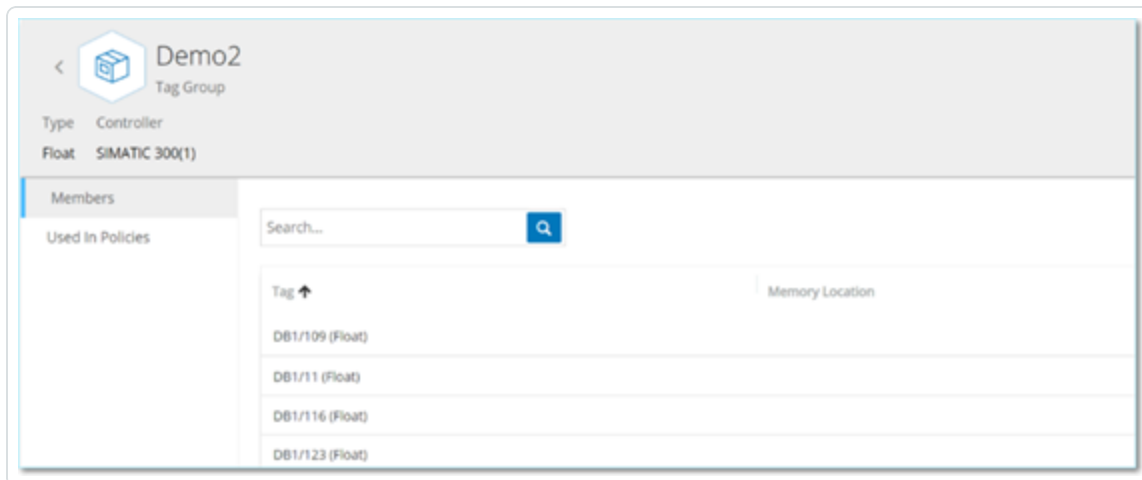 Demo2
Tag Group
Type Controller
Float SIMATIC 300(1)
Members
Used In Policies
Search...
Tag Memory Location
DB1/109 (Float)
DB1/11 (Float)
DB1/116 (Float)
DB1/123 (Float)